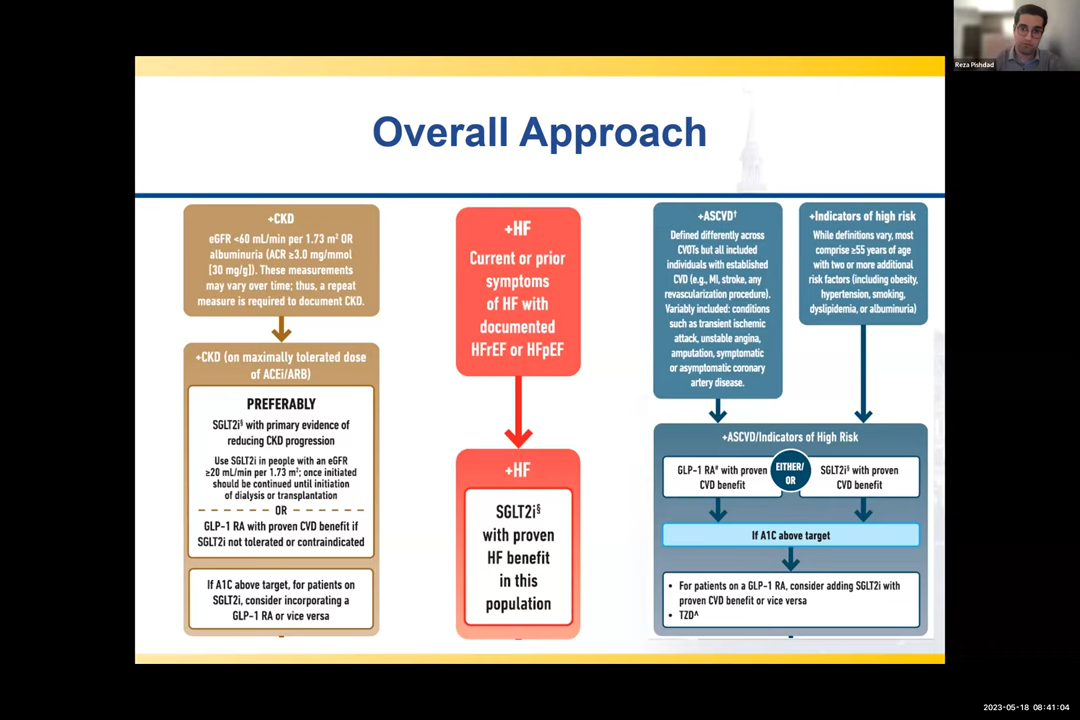 Reza Pishdad
Overall Approach
+CKD
eGFR <60 mL/min per 1.73 m² OR
albuminuria (ACR ≥3.0 mg/mmol
[30 mg/g]). These measurements
may vary over time; thus, a repeat
measure is required to document CKD.
+CKD (on maximally tolerated dose
of ACEi/ARB)
PREFERABLY
SGLT2i§ with primary evidence of
reducing CKD progression
Use SGLT2i in people with an eGFR
≥20 mL/min per 1.73 m²; once initiated
should be continued until initiation
of dialysis or transplantation
OR
GLP-1 RA with proven CVD benefit if
SGLT2i not tolerated or contraindicated
If A1C above target, for patients on
SGLT2i, consider incorporating a
GLP-1 RA or vice versa
+HF
Current or prior
symptoms
of HF with
documented
HFrEF or HFpEF
+HF
SGLT2i§
with proven
HF benefit
in this
population
+ASCVD†
Defined differently across
CVOTs but all included
individuals with established
CVD (e.g., MI, stroke, any
revascularization procedure).
Variably included: conditions
such as transient ischemic
attack, unstable angina,
amputation, symptomatic
or asymptomatic coronary
artery disease.
+Indicators of high risk
While definitions vary, most
comprise ≥55 years of age
with two or more additional
risk factors (including obesity,
hypertension, smoking,
dyslipidemia, or albuminuria)
+ASCVD/Indicators of High Risk
GLP-1 RA# with proven
CVD benefit
EITHER/
OR
SGLT2i§ with proven
CVD benefit
If A1C above target
• For patients on a GLP-1 RA, consider adding SGLT2i with
proven CVD benefit or vice versa
• TZD^
2023-05-18 08:41:04